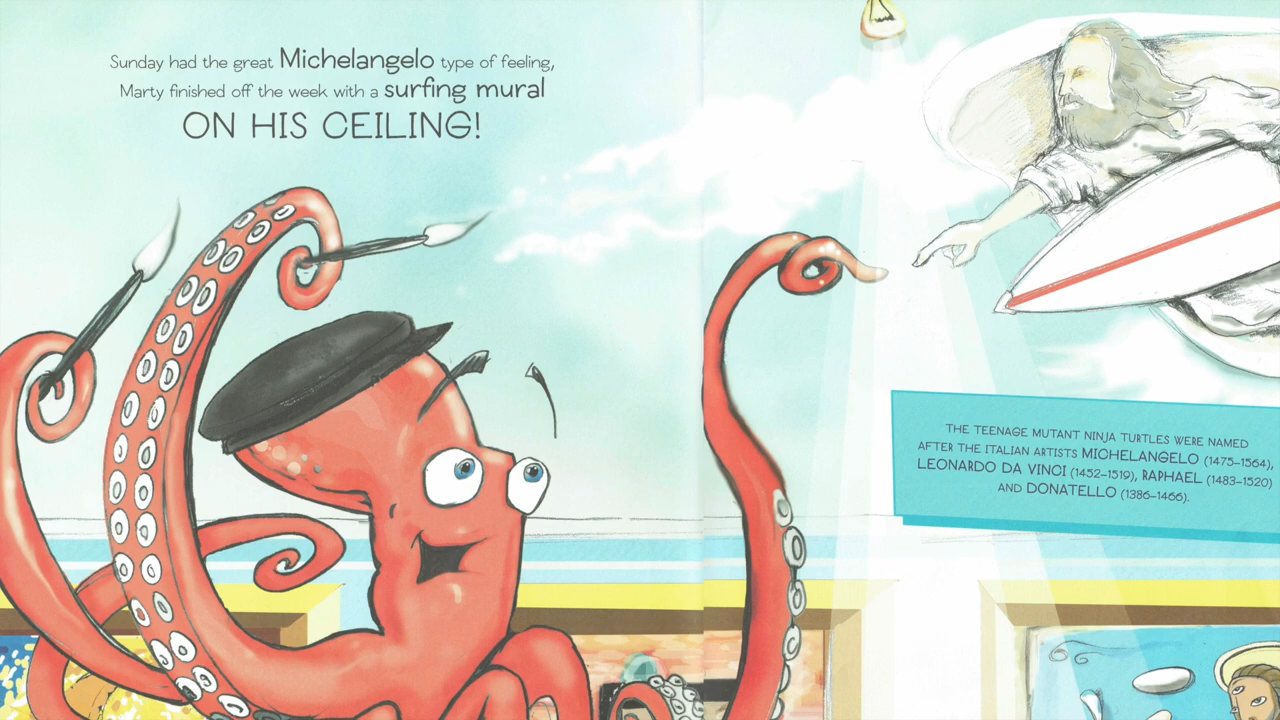 Sunday had the great Michelangelo type of feeling,
Marty finished off the week with a surfing mural
ON HIS CEILING!
THE TEENAGE MUTANT NINJA TURTLES WERE NAMED
AFTER THE ITALIAN ARTISTS MICHELANGELO (1475–1564),
LEONARDO DA VINCI (1452–1519), RAPHAEL (1483–1520)
AND DONATELLO (1386–1466).